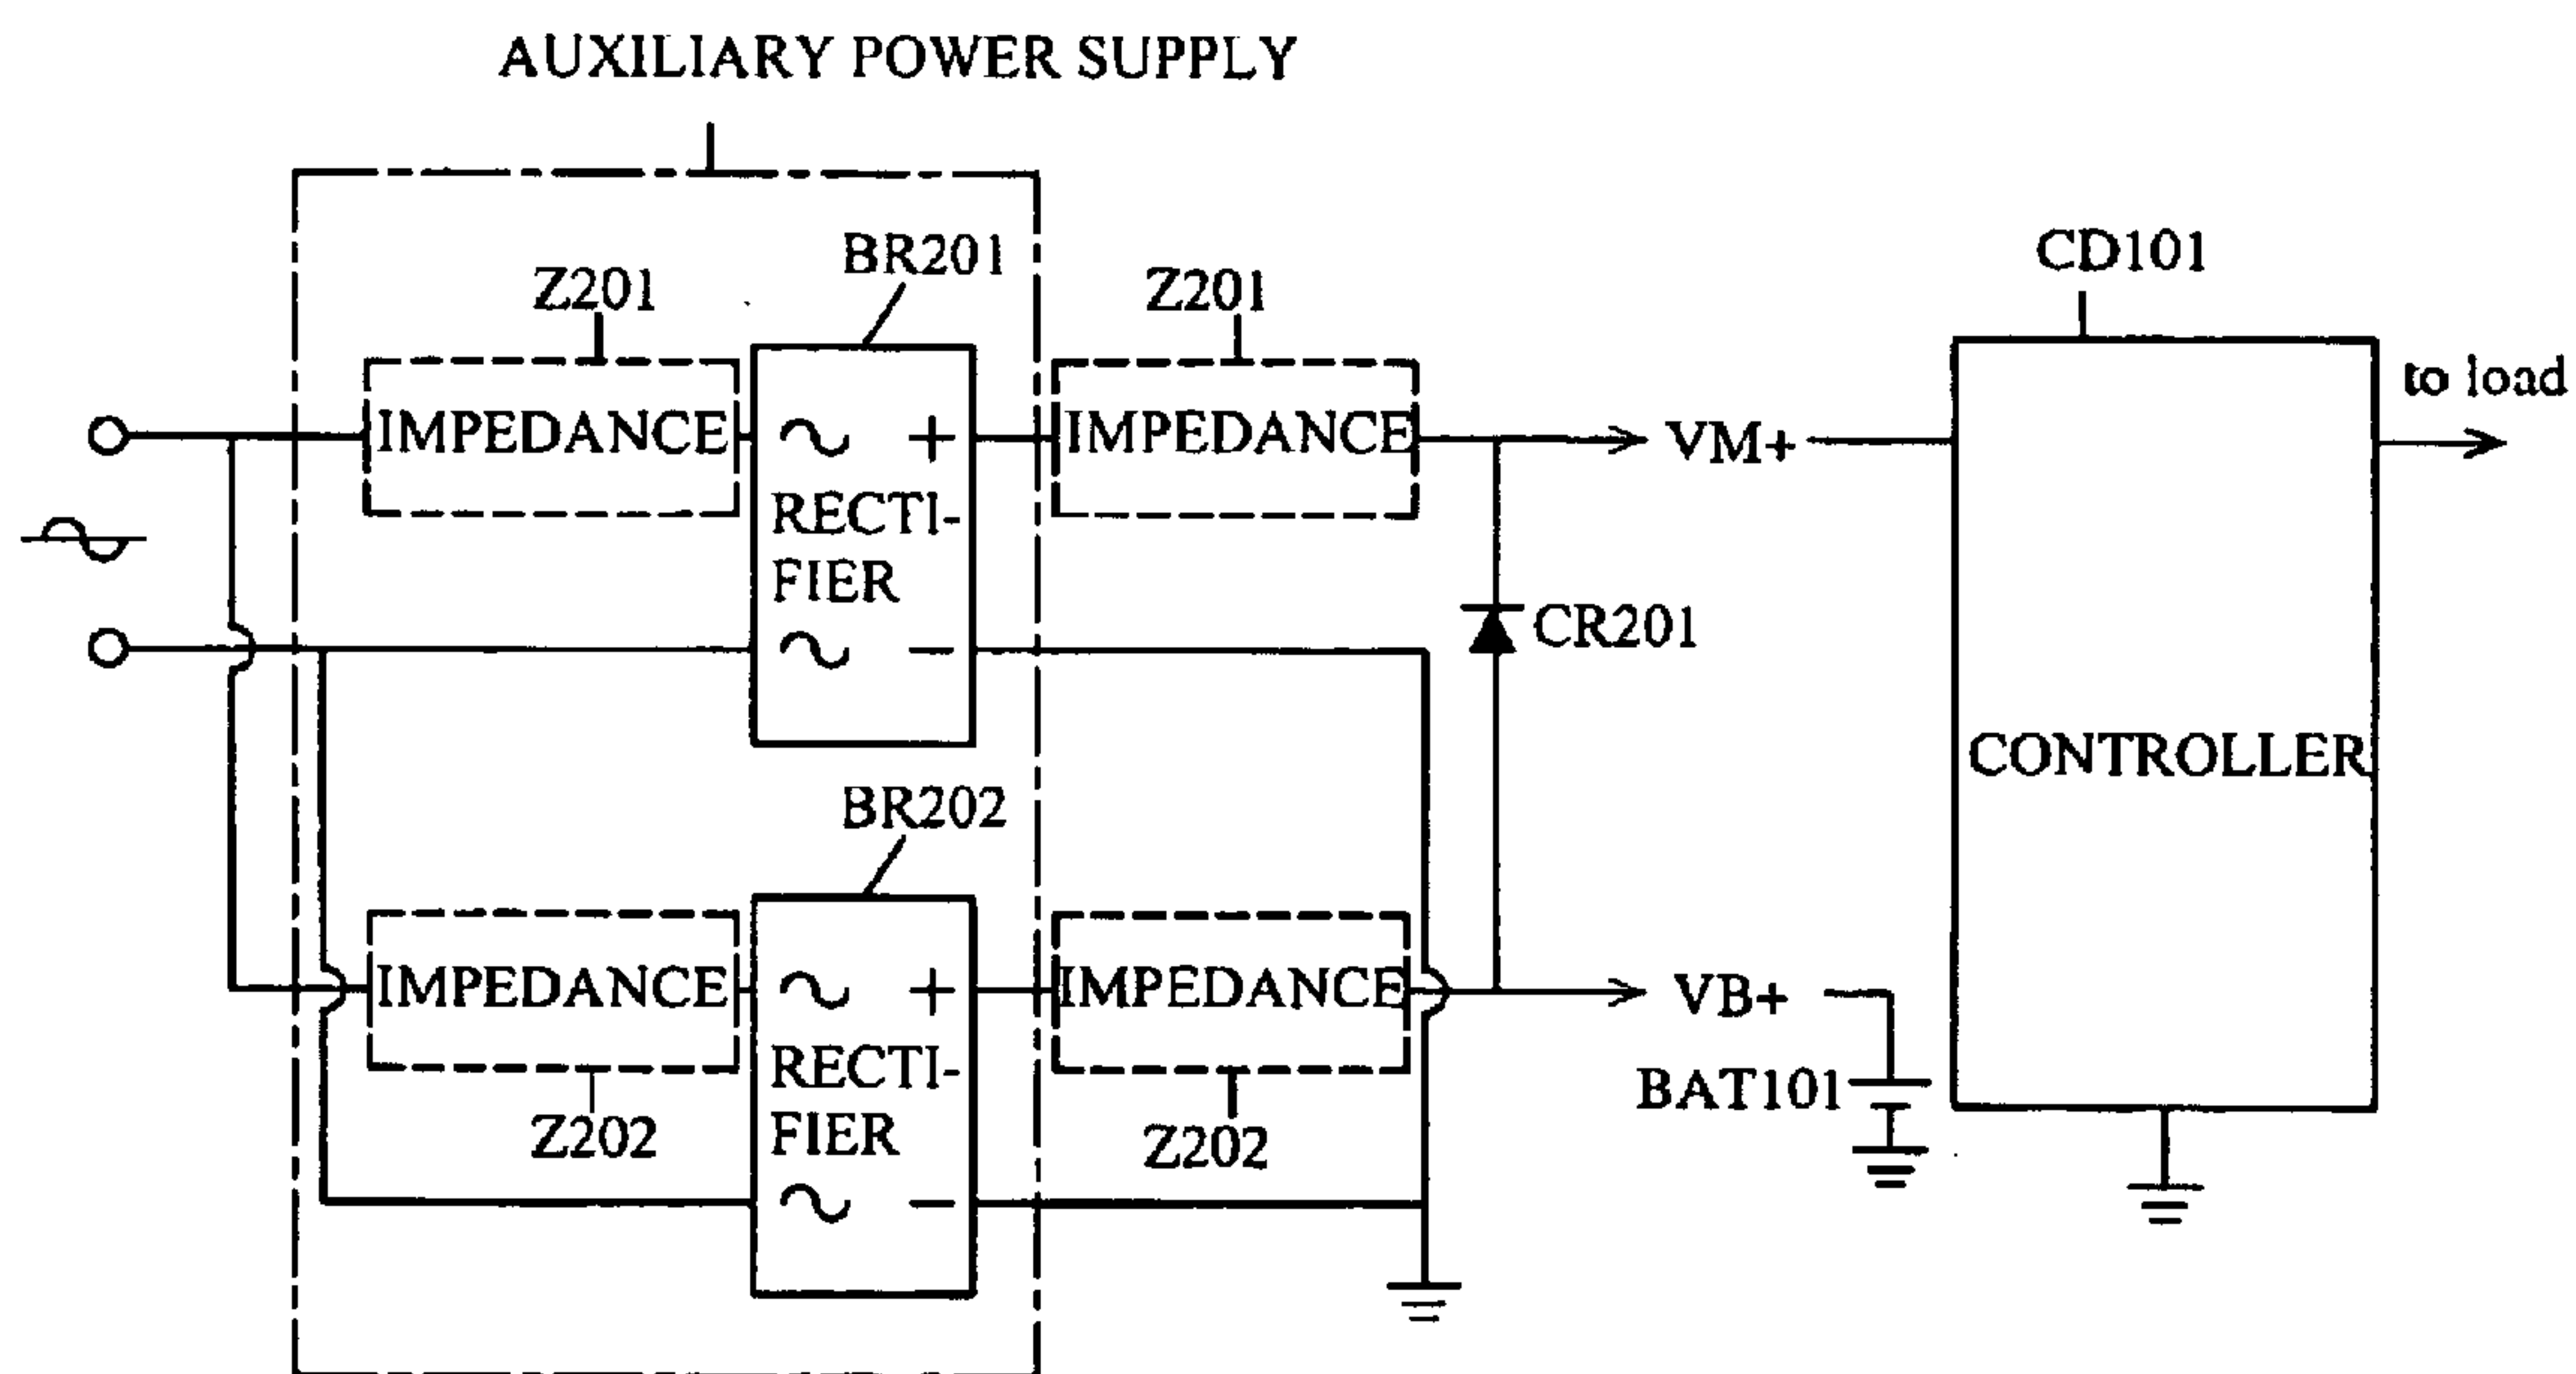 AUXILIARY POWER SUPPLY
BR201
CD101
Z201
Z201
to load
IMPEDANCE
+
IMPEDANCE
VM+
RECTI-
FIER
CR201
−
CONTROLLER
BR202
IMPEDANCE
+
IMPEDANCE
VB+
RECTI-
FIER
BAT101
Z202
Z202
−